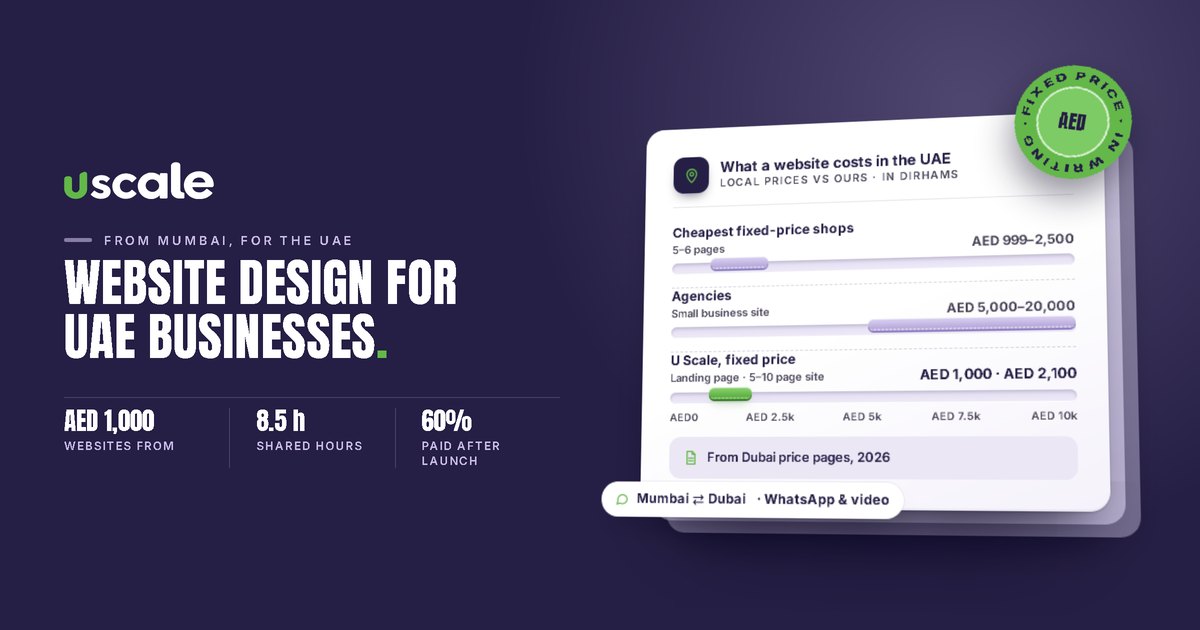 uscale
FROM MUMBAI, FOR THE UAE
WEBSITE DESIGN FOR
UAE BUSINESSES.
AED 1,000
WEBSITES FROM
8.5 h
SHARED HOURS
60%
PAID AFTER
LAUNCH
FIXED PRICE · IN WRITING ·
AED
What a website costs in the UAE
LOCAL PRICES VS OURS · IN DIRHAMS
Cheapest fixed-price shops
5–6 pages
AED 999–2,500
Agencies
Small business site
AED 5,000–20,000
U Scale, fixed price
Landing page · 5–10 page site
AED 1,000 · AED 2,100
AED0 AED 2.5k AED 5k AED 7.5k AED 10k
From Dubai price pages, 2026
Mumbai ⇄ Dubai · WhatsApp & video